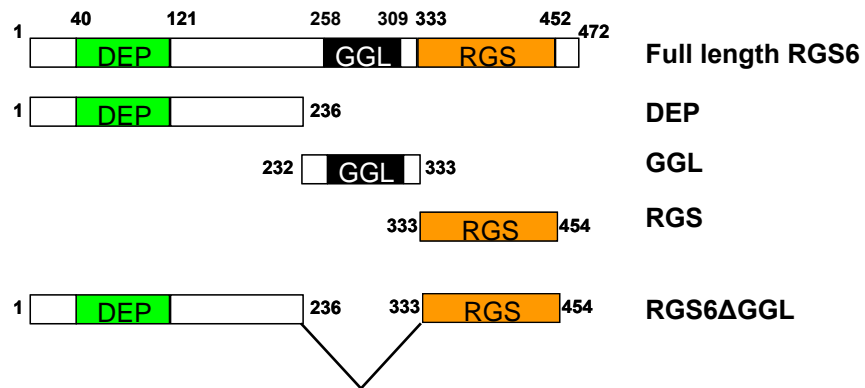 1 40 121 258 309 333 452 472
DEP GGL RGS Full length RGS6
1 DEP 236 DEP
232 GGL 333 GGL
333 RGS 454 RGS
1 DEP 236 333 RGS 454 RGS6ΔGGL